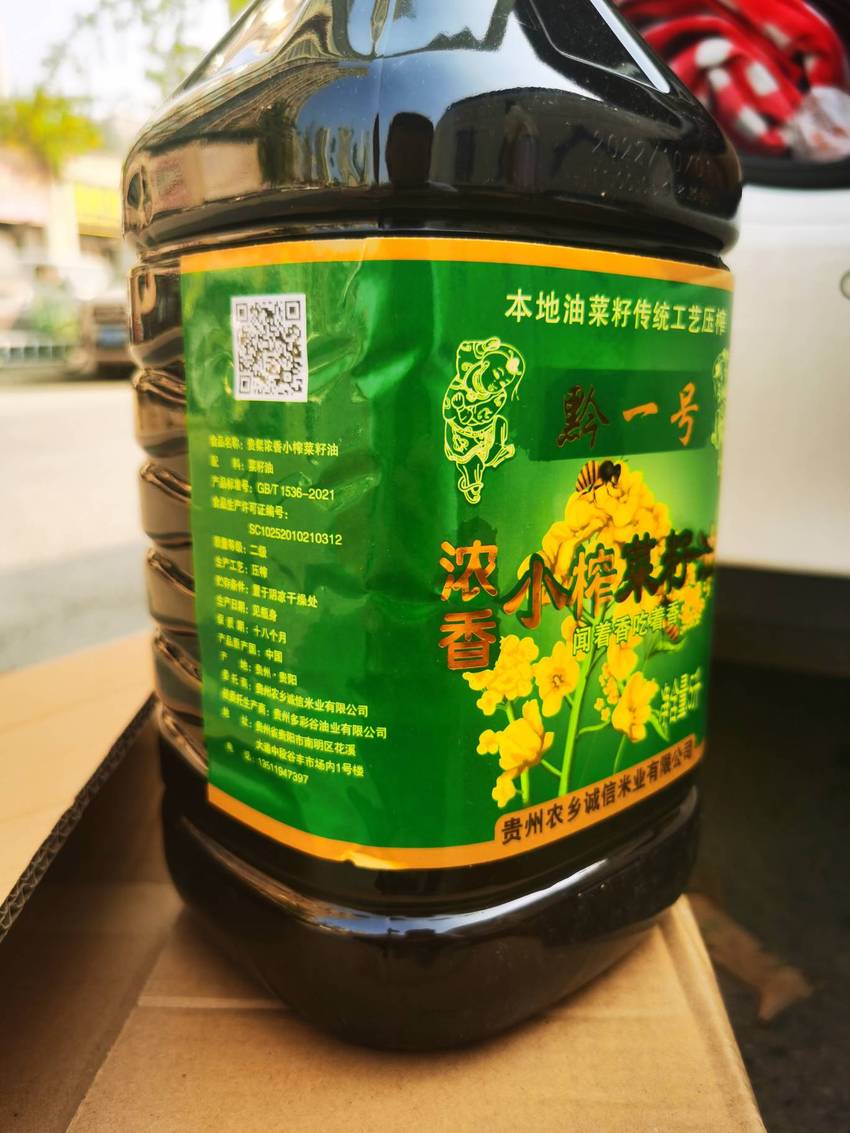 本地油菜籽传统工艺压榨
黔一号
浓香
小榨菜籽油
闻着香吃着香
净含量:5
贵州农乡诚信米业有限公司
食品名称:贵粲浓香小榨菜籽油
配 料:菜籽油
产品标准号:GB/T 1536-2021
食品生产许可证编号:
SC10252010210312
质量等级:二级
生产工艺:压榨
贮存条件:置于阴凉干燥处
生产日期:见瓶身
保质期:十八个月
产品原产国:中国
产 地:贵州·贵阳
委托商:贵州农乡诚信米业有限公司
被委托生产商:贵州多彩谷油业有限公司
地 址:贵州省贵阳市南明区花溪
大道中段谷丰市场内1号楼
电 话:13511947397